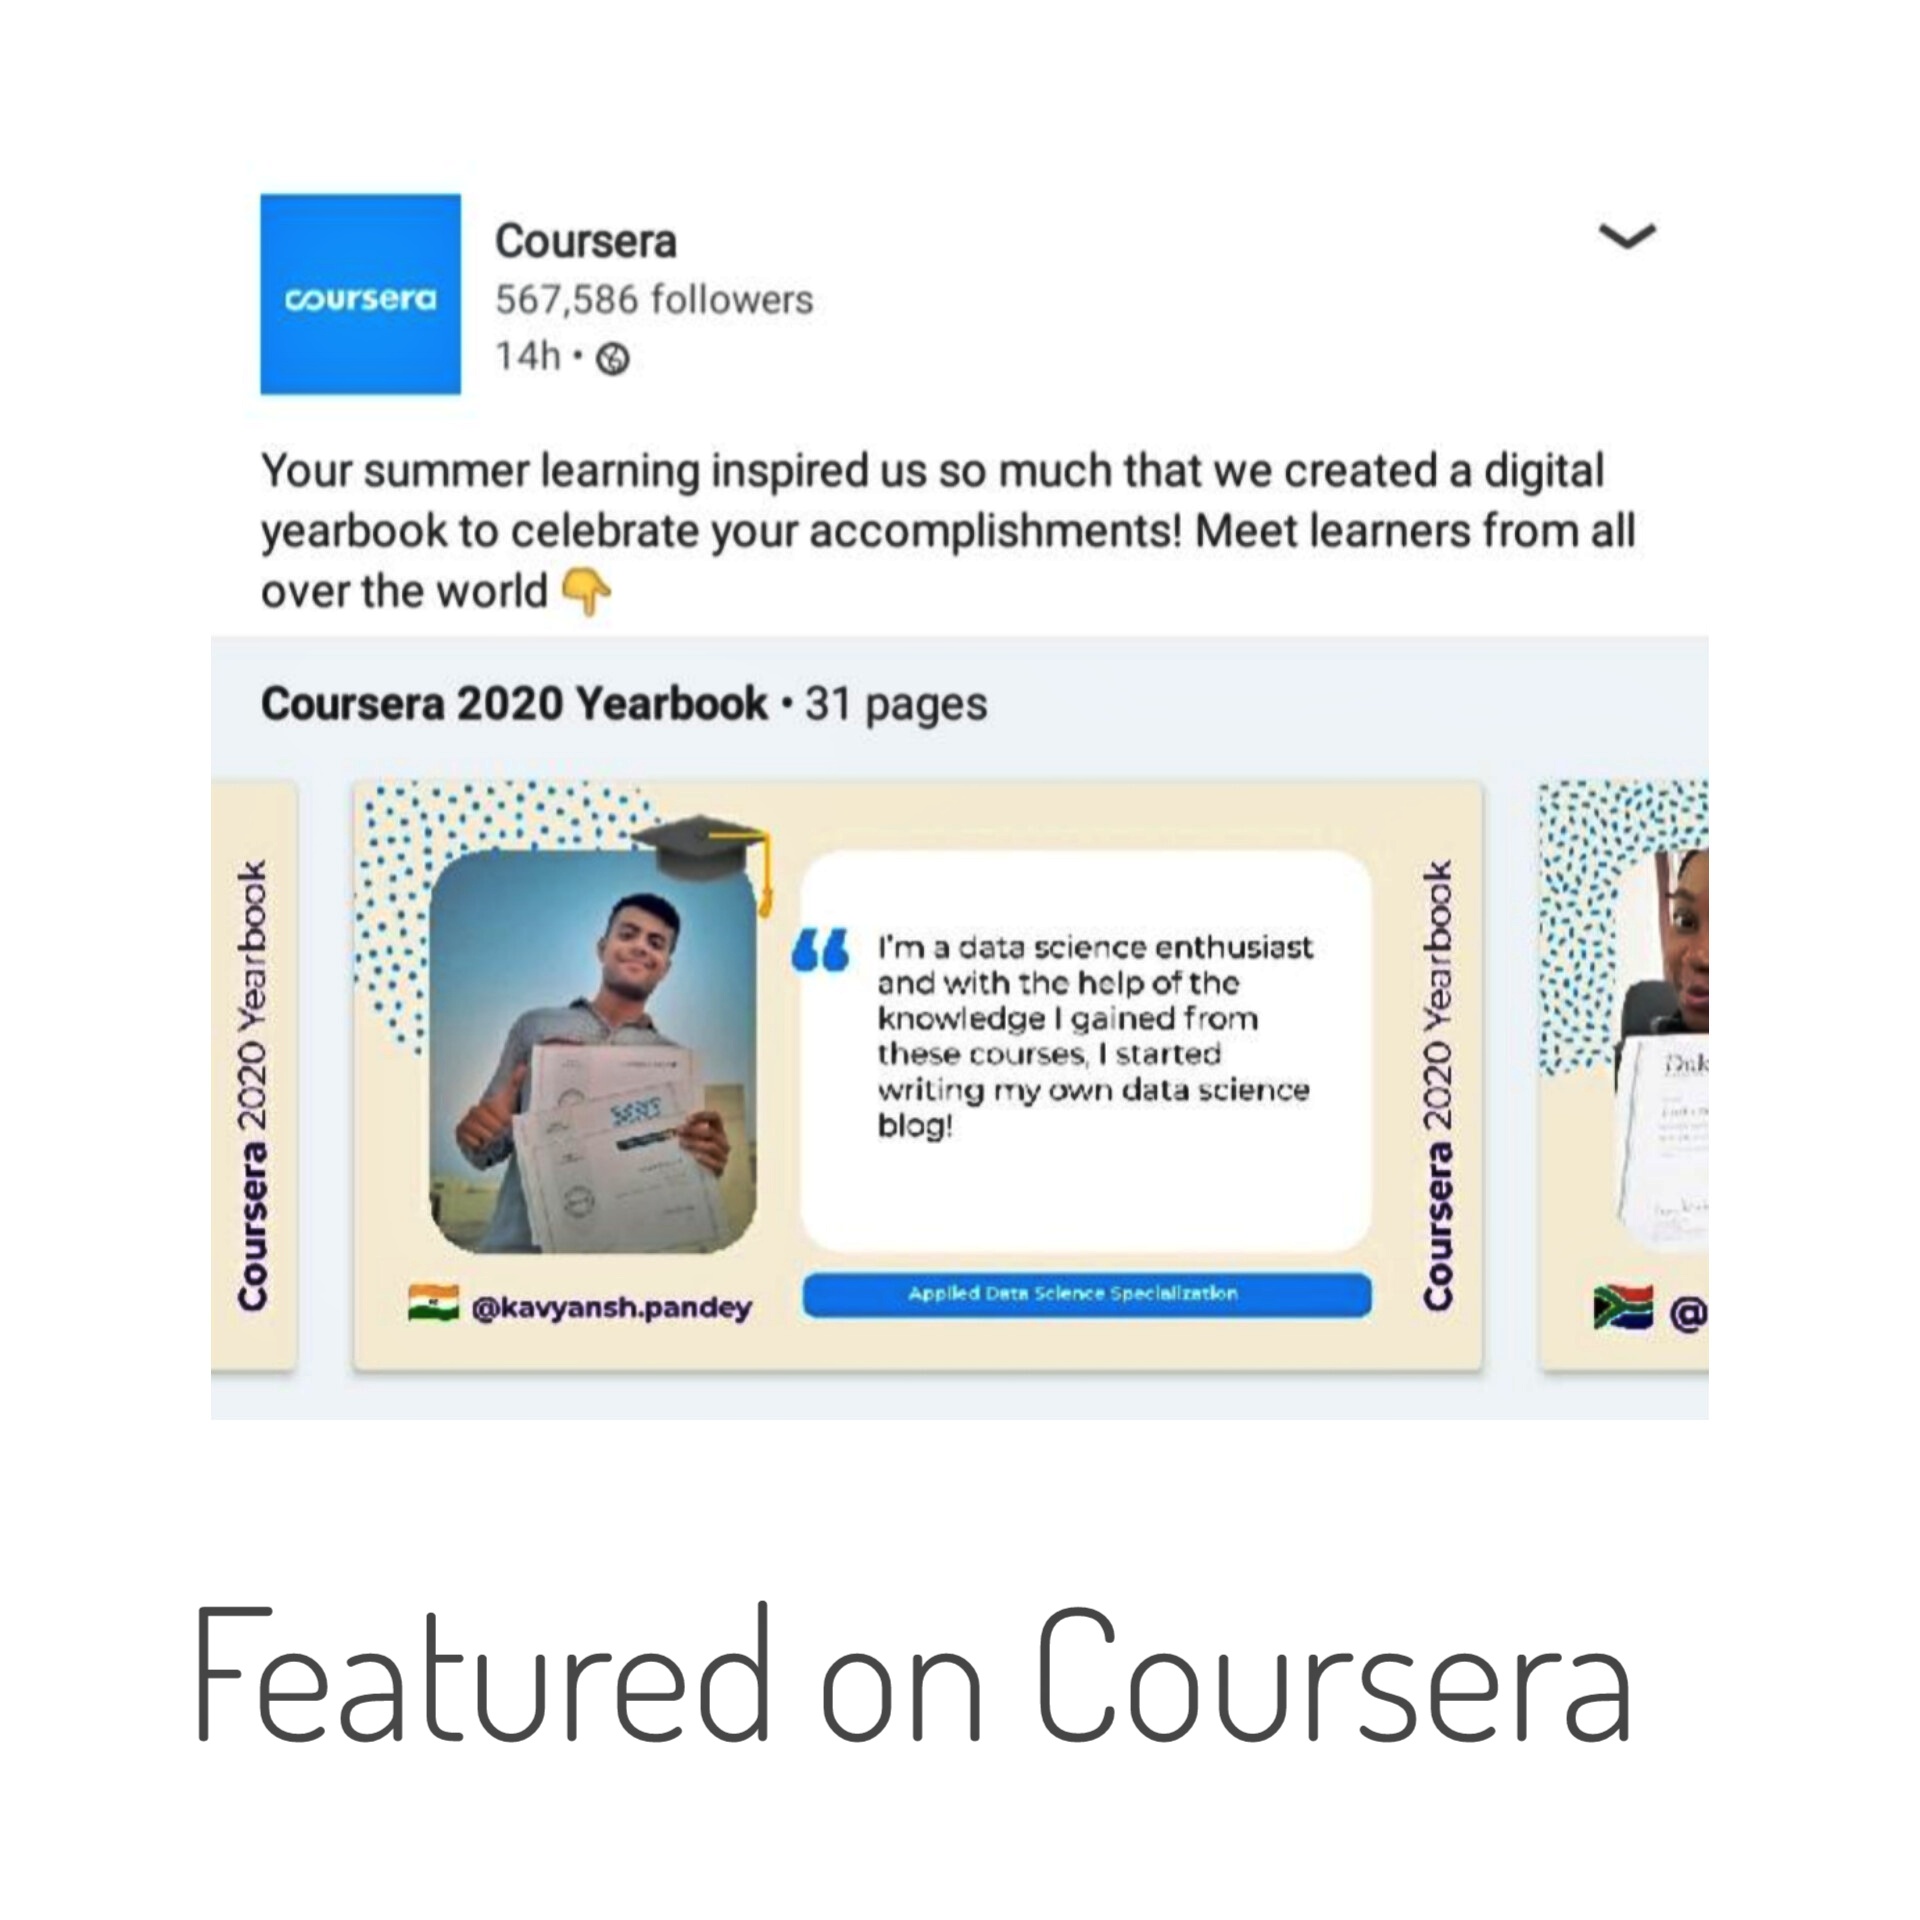 coursera
Coursera
567,586 followers
14h •
Your summer learning inspired us so much that we created a digital
yearbook to celebrate your accomplishments! Meet learners from all
over the world
Coursera 2020 Yearbook • 31 pages
Coursera 2020 Yearbook
“ I'm a data science enthusiast
and with the help of the
knowledge I gained from
these courses, I started
writing my own data science
blog!
@kavyansh.pandey
Applied Data Science Specialization
Coursera 2020 Yearbook
@
Featured on Coursera